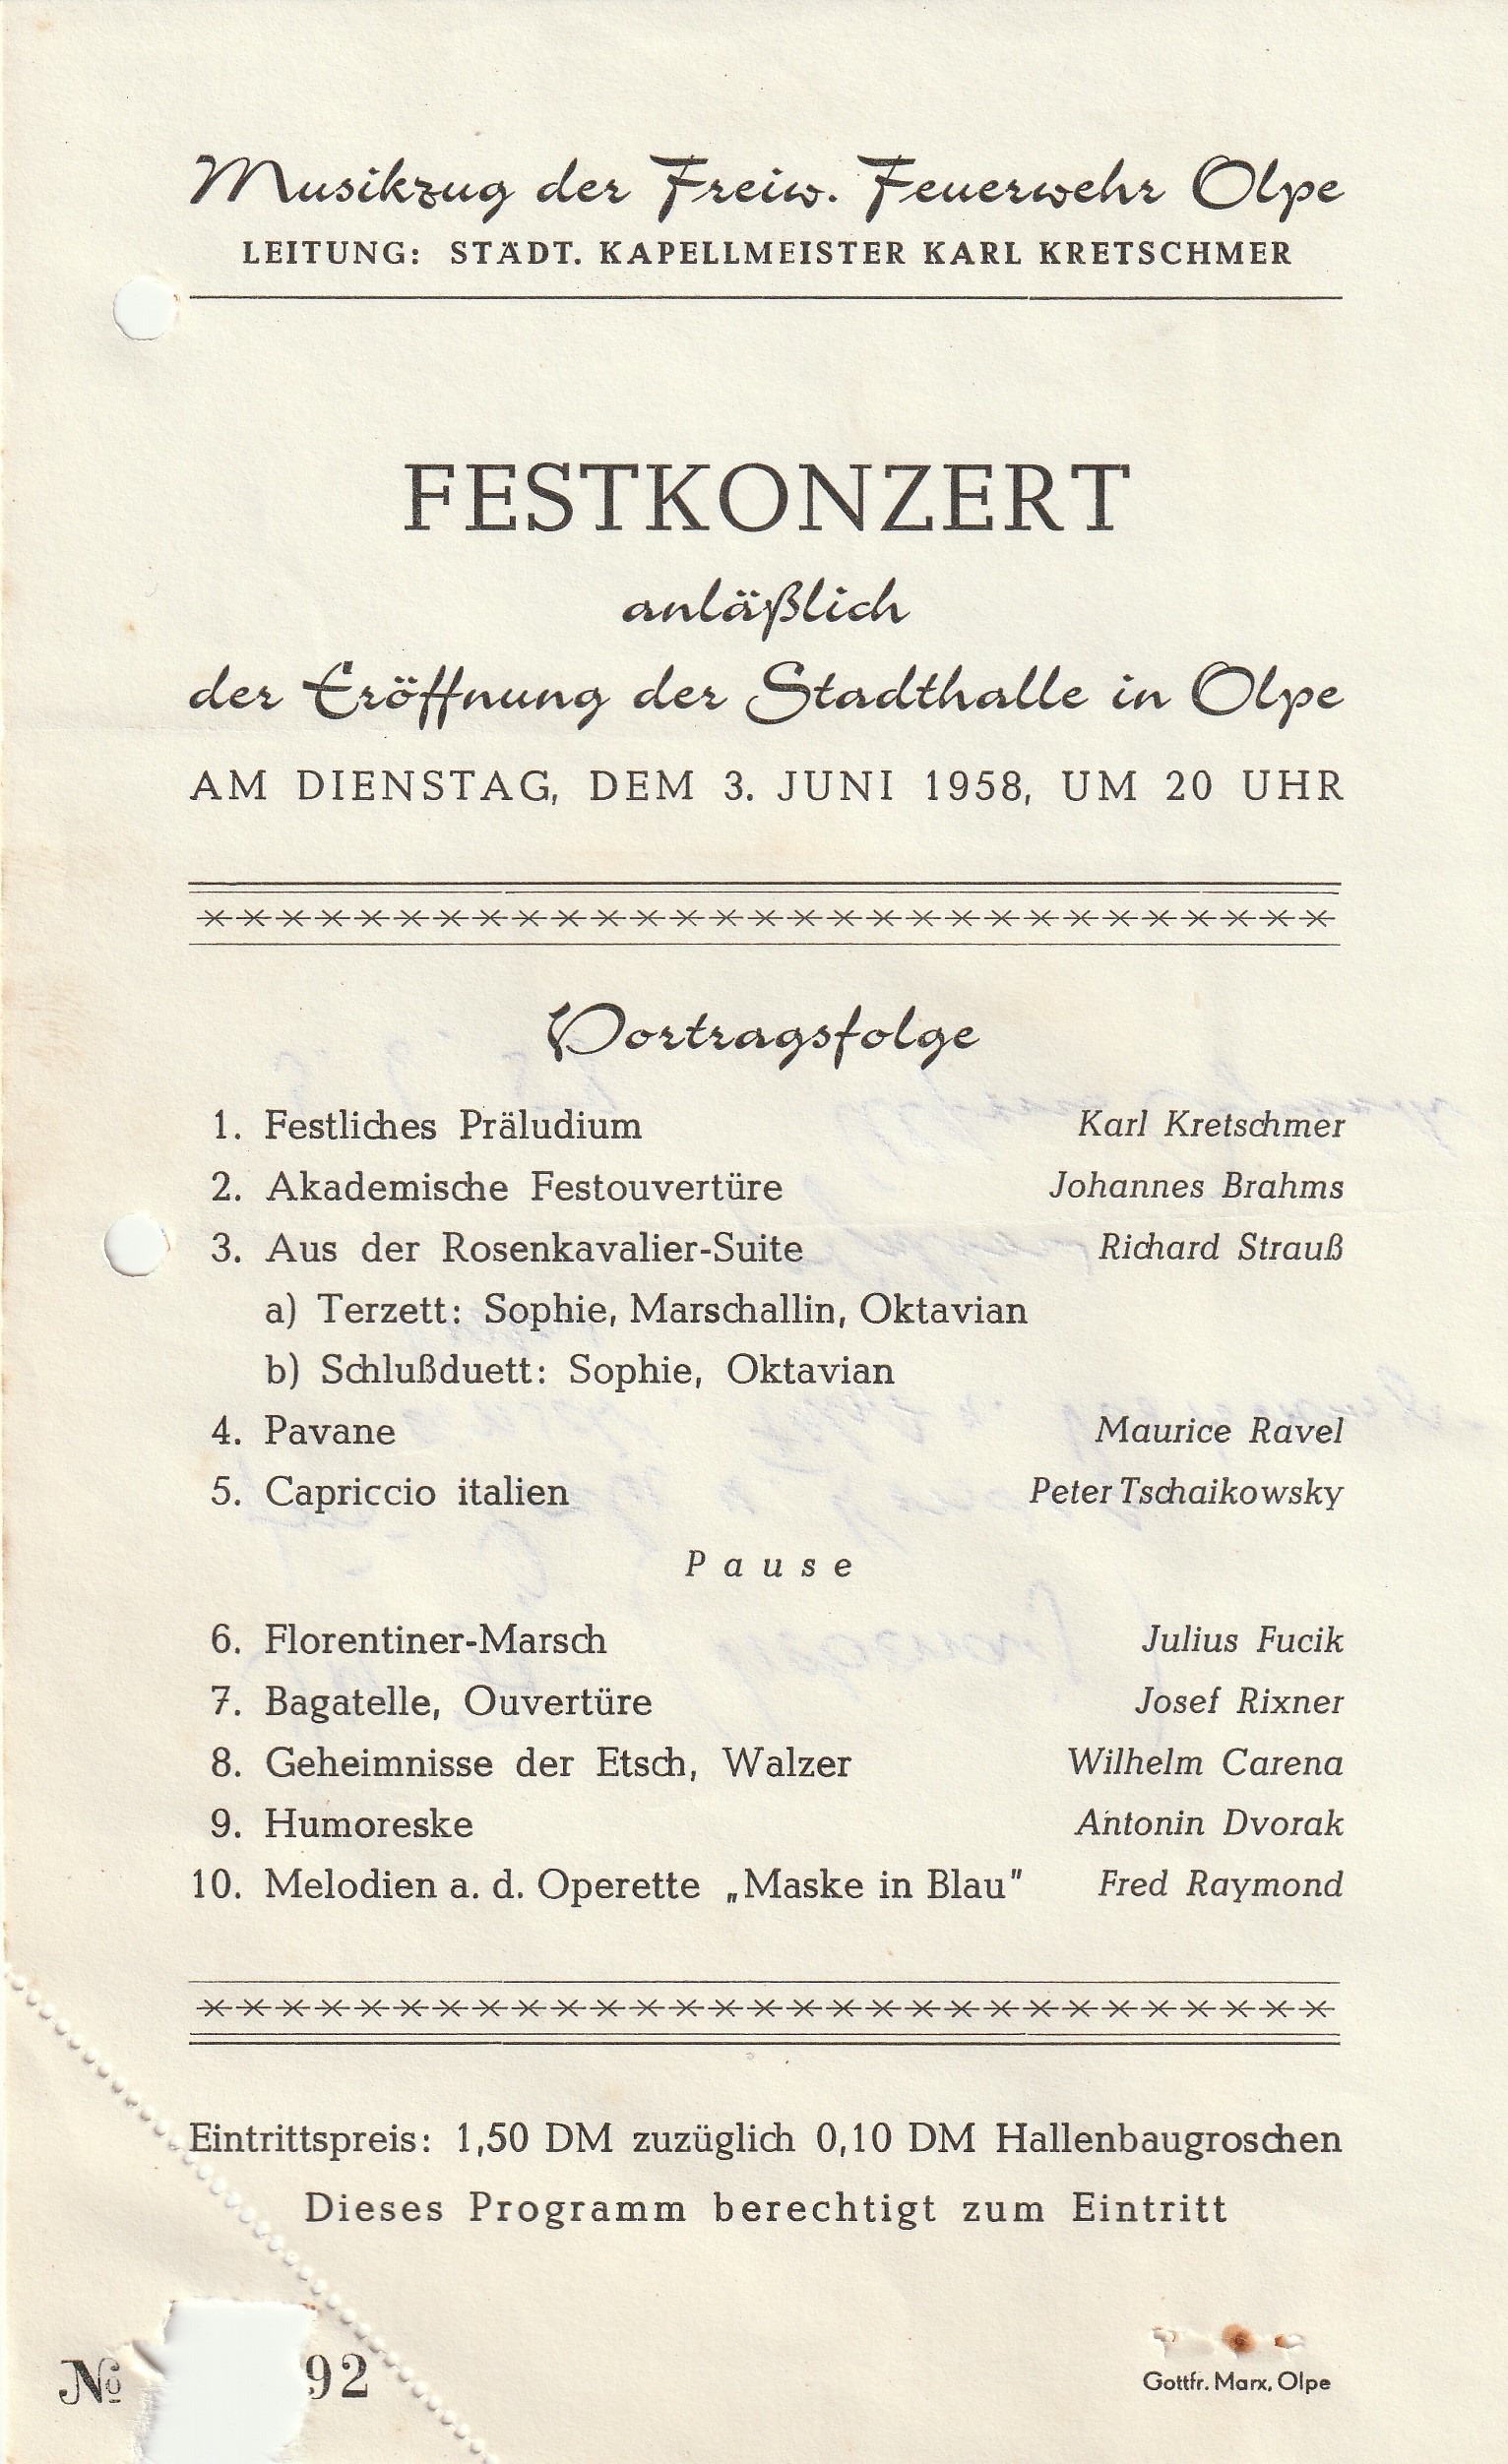 Musikzug der Freiw. Feuerwehr Olpe
LEITUNG: STÄDT. KAPELLMEISTER KARL KRETSCHMER
FESTKONZERT
anläßlich
der Eröffnung der Stadthalle in Olpe
AM DIENSTAG, DEM 3. JUNI 1958, UM 20 UHR
Vortragsfolge
1. Festliches Präludium Karl Kretschmer
2. Akademische Festouvertüre Johannes Brahms
3. Aus der Rosenkavalier-Suite Richard Strauß
a) Terzett: Sophie, Marschallin, Oktavian
b) Schlußduett: Sophie, Oktavian
4. Pavane Maurice Ravel
5. Capriccio italien Peter Tschaikowsky
Pause
6. Florentiner-Marsch Julius Fucik
7. Bagatelle, Ouvertüre Josef Rixner
8. Geheimnisse der Etsch, Walzer Wilhelm Carena
9. Humoreske Antonin Dvorak
10. Melodien a. d. Operette „Maske in Blau" Fred Raymond
Eintrittspreis: 1,50 DM zuzüglich 0,10 DM Hallenbaugroschen
Dieses Programm berechtigt zum Eintritt
№ 92
Gottfr. Marx, Olpe